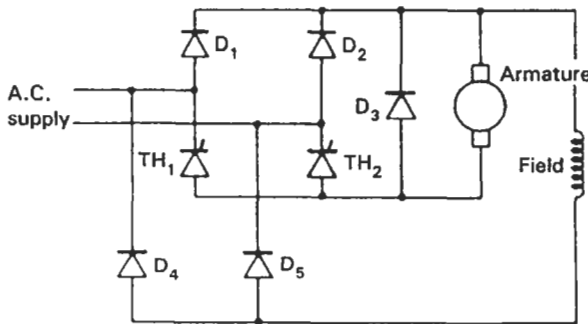 D1
D2
A.C.
supply
D3
Armature
TH1
TH2
Field
D4
D5